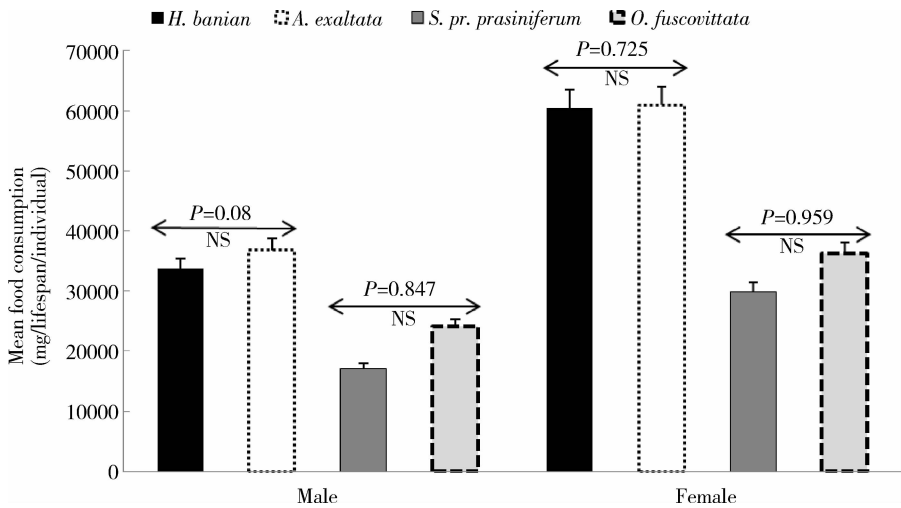 H. banian A. exaltata S. pr. prasiniferum O. fuscovittata
Mean food consumption
(mg/lifespan/individual)
70000
60000
50000
40000
30000
20000
10000
0
P=0.08
NS
P=0.847
NS
P=0.725
NS
P=0.959
NS
Male Female